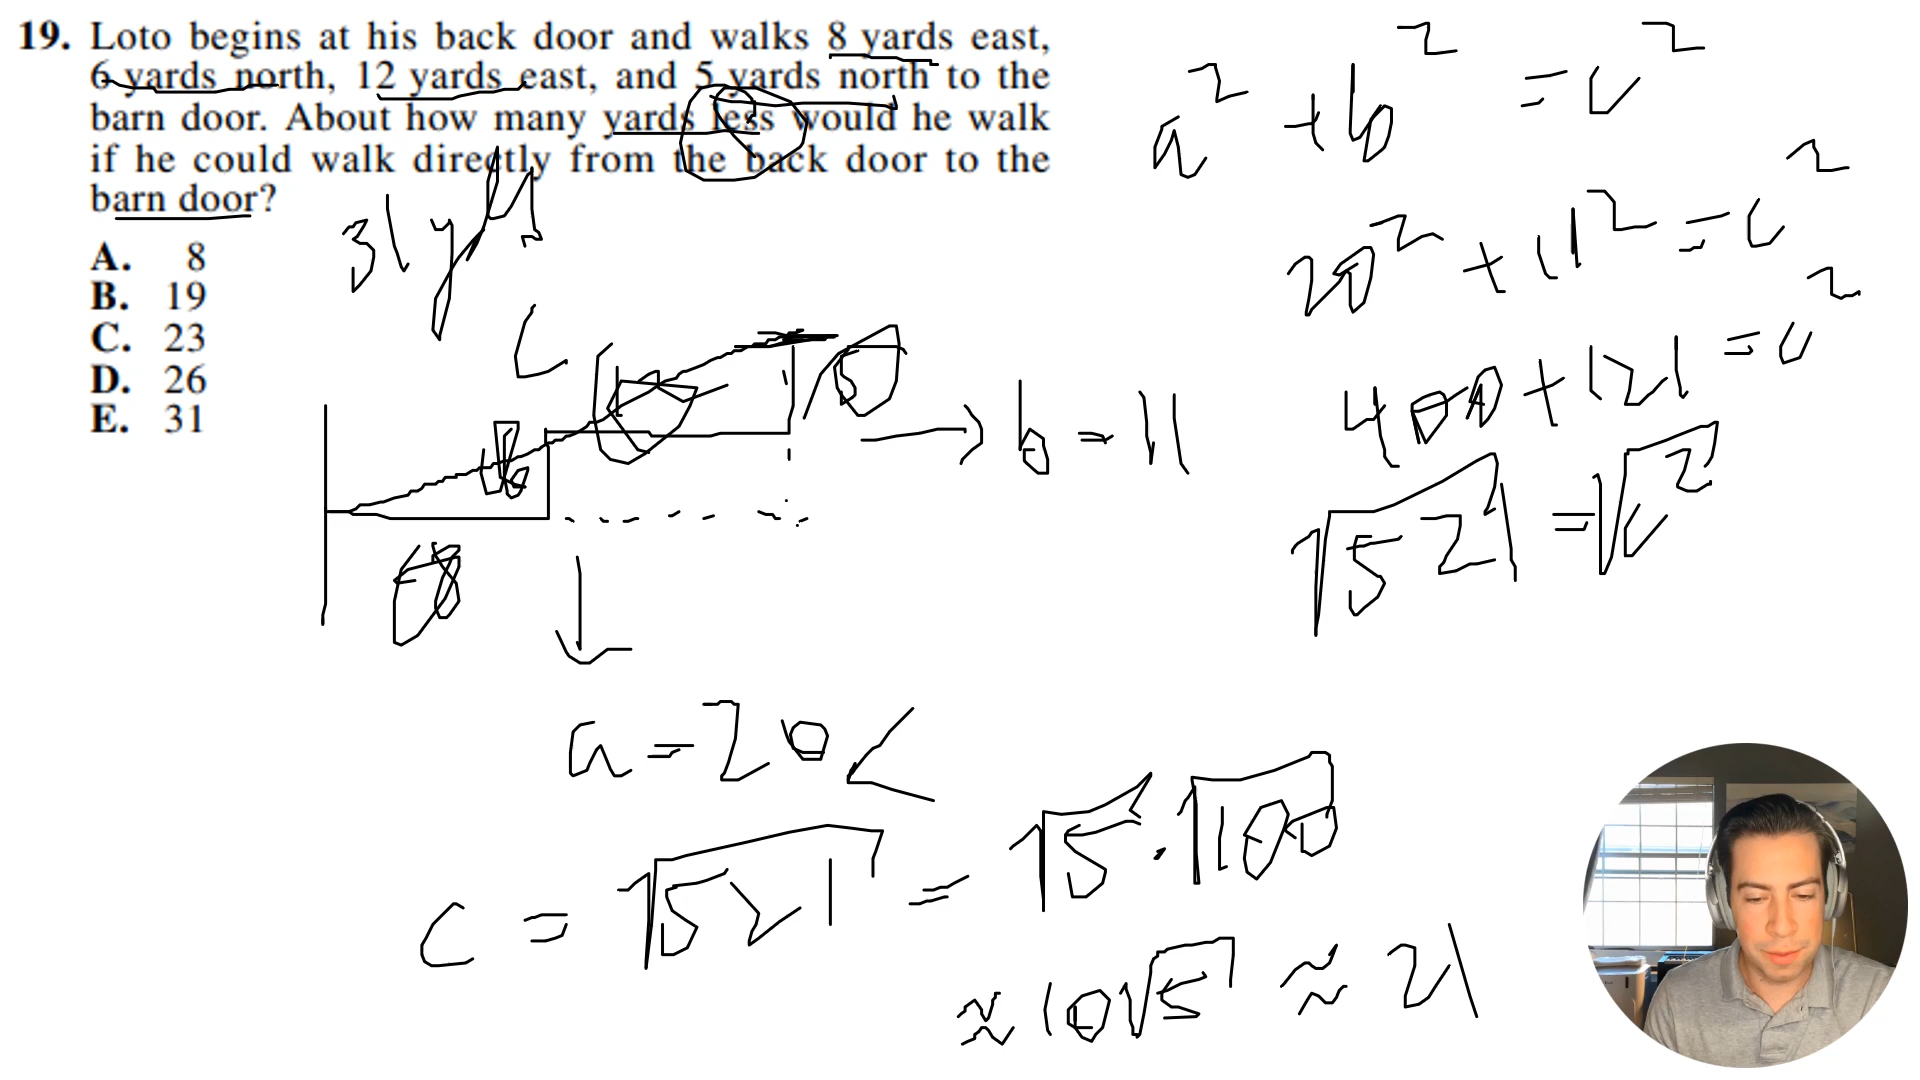 19. Loto begins at his back door and walks 8 yards east,
6 yards north, 12 yards east, and 5 yards north to the
barn door. About how many yards less would he walk
if he could walk directly from the back door to the
barn door?
A. 8
B. 19
C. 23
D. 26
E. 31
31 yds
a² + b² = c²
20² + 11² = c²
400 + 121 = c²
√521 = √c²
c
5
b = 11
6
8
a = 20
c = √521 = √5 · √100
≈ 10√5 ≈ 21